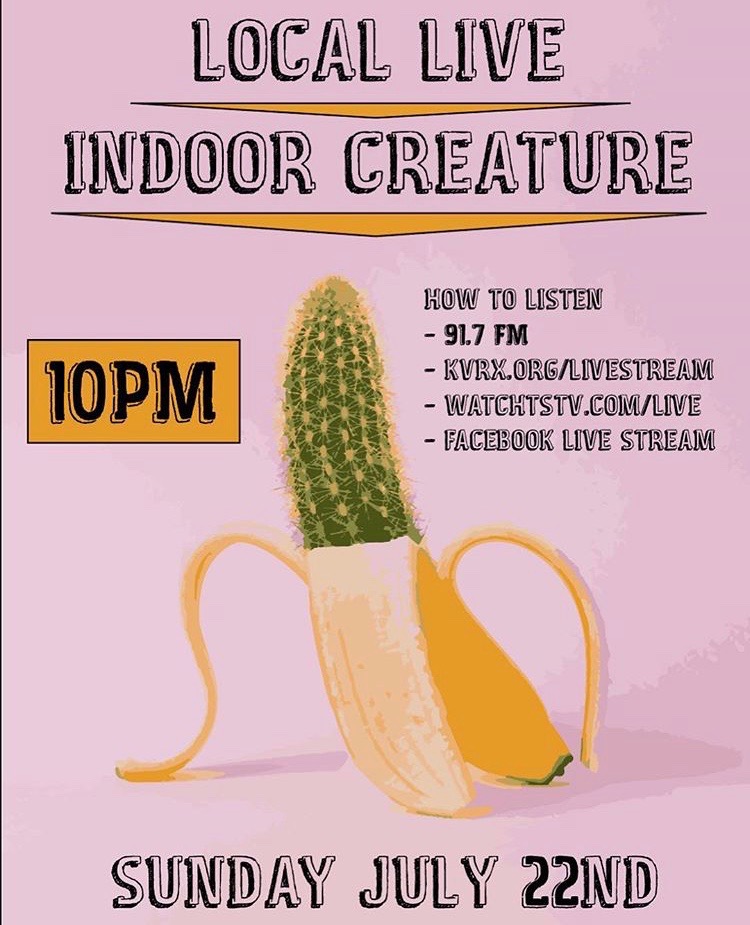 LOCAL LIVE
INDOOR CREATURE
HOW TO LISTEN
- 91.7 FM
- KVRX.ORG/LIVESTREAM
- WATCHTSTV.COM/LIVE
- FACEBOOK LIVE STREAM
10PM
SUNDAY JULY 22ND